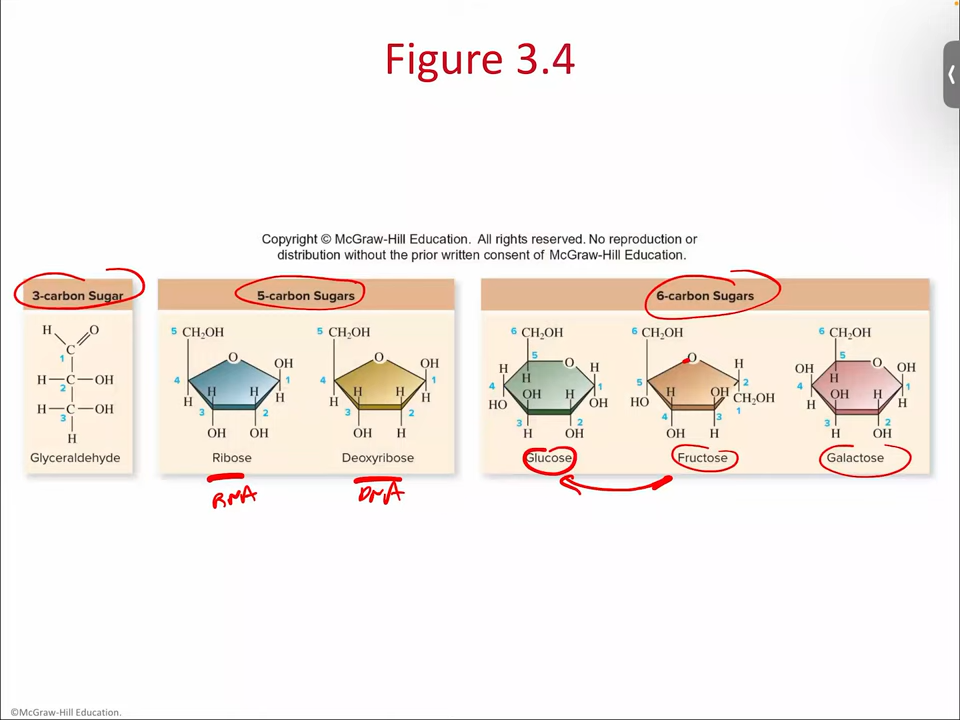 Figure 3.4
Copyright © McGraw-Hill Education. All rights reserved. No reproduction or
distribution without the prior written consent of McGraw-Hill Education.
3-carbon Sugar
H O
C
1
H—C—OH
2
H—C—OH
3
H
Glyceraldehyde
5-carbon Sugars
5 CH₂OH
O
OH
4 1
H H H H
3 2
OH OH
Ribose
RNA
5 CH₂OH
O
OH
4 1
H H H H
3 2
OH H
Deoxyribose
DNA
6-carbon Sugars
6 CH₂OH
5 O
H H H
4 1
HO OH H OH
3 2
H OH
Glucose
6 CH₂OH
O
H
5 2
HO H OH CH₂OH
4 3 1
OH H
Fructose
6 CH₂OH
5 O
OH H OH
4 1
H OH H H
3 2
H OH
Galactose
©McGraw-Hill Education.